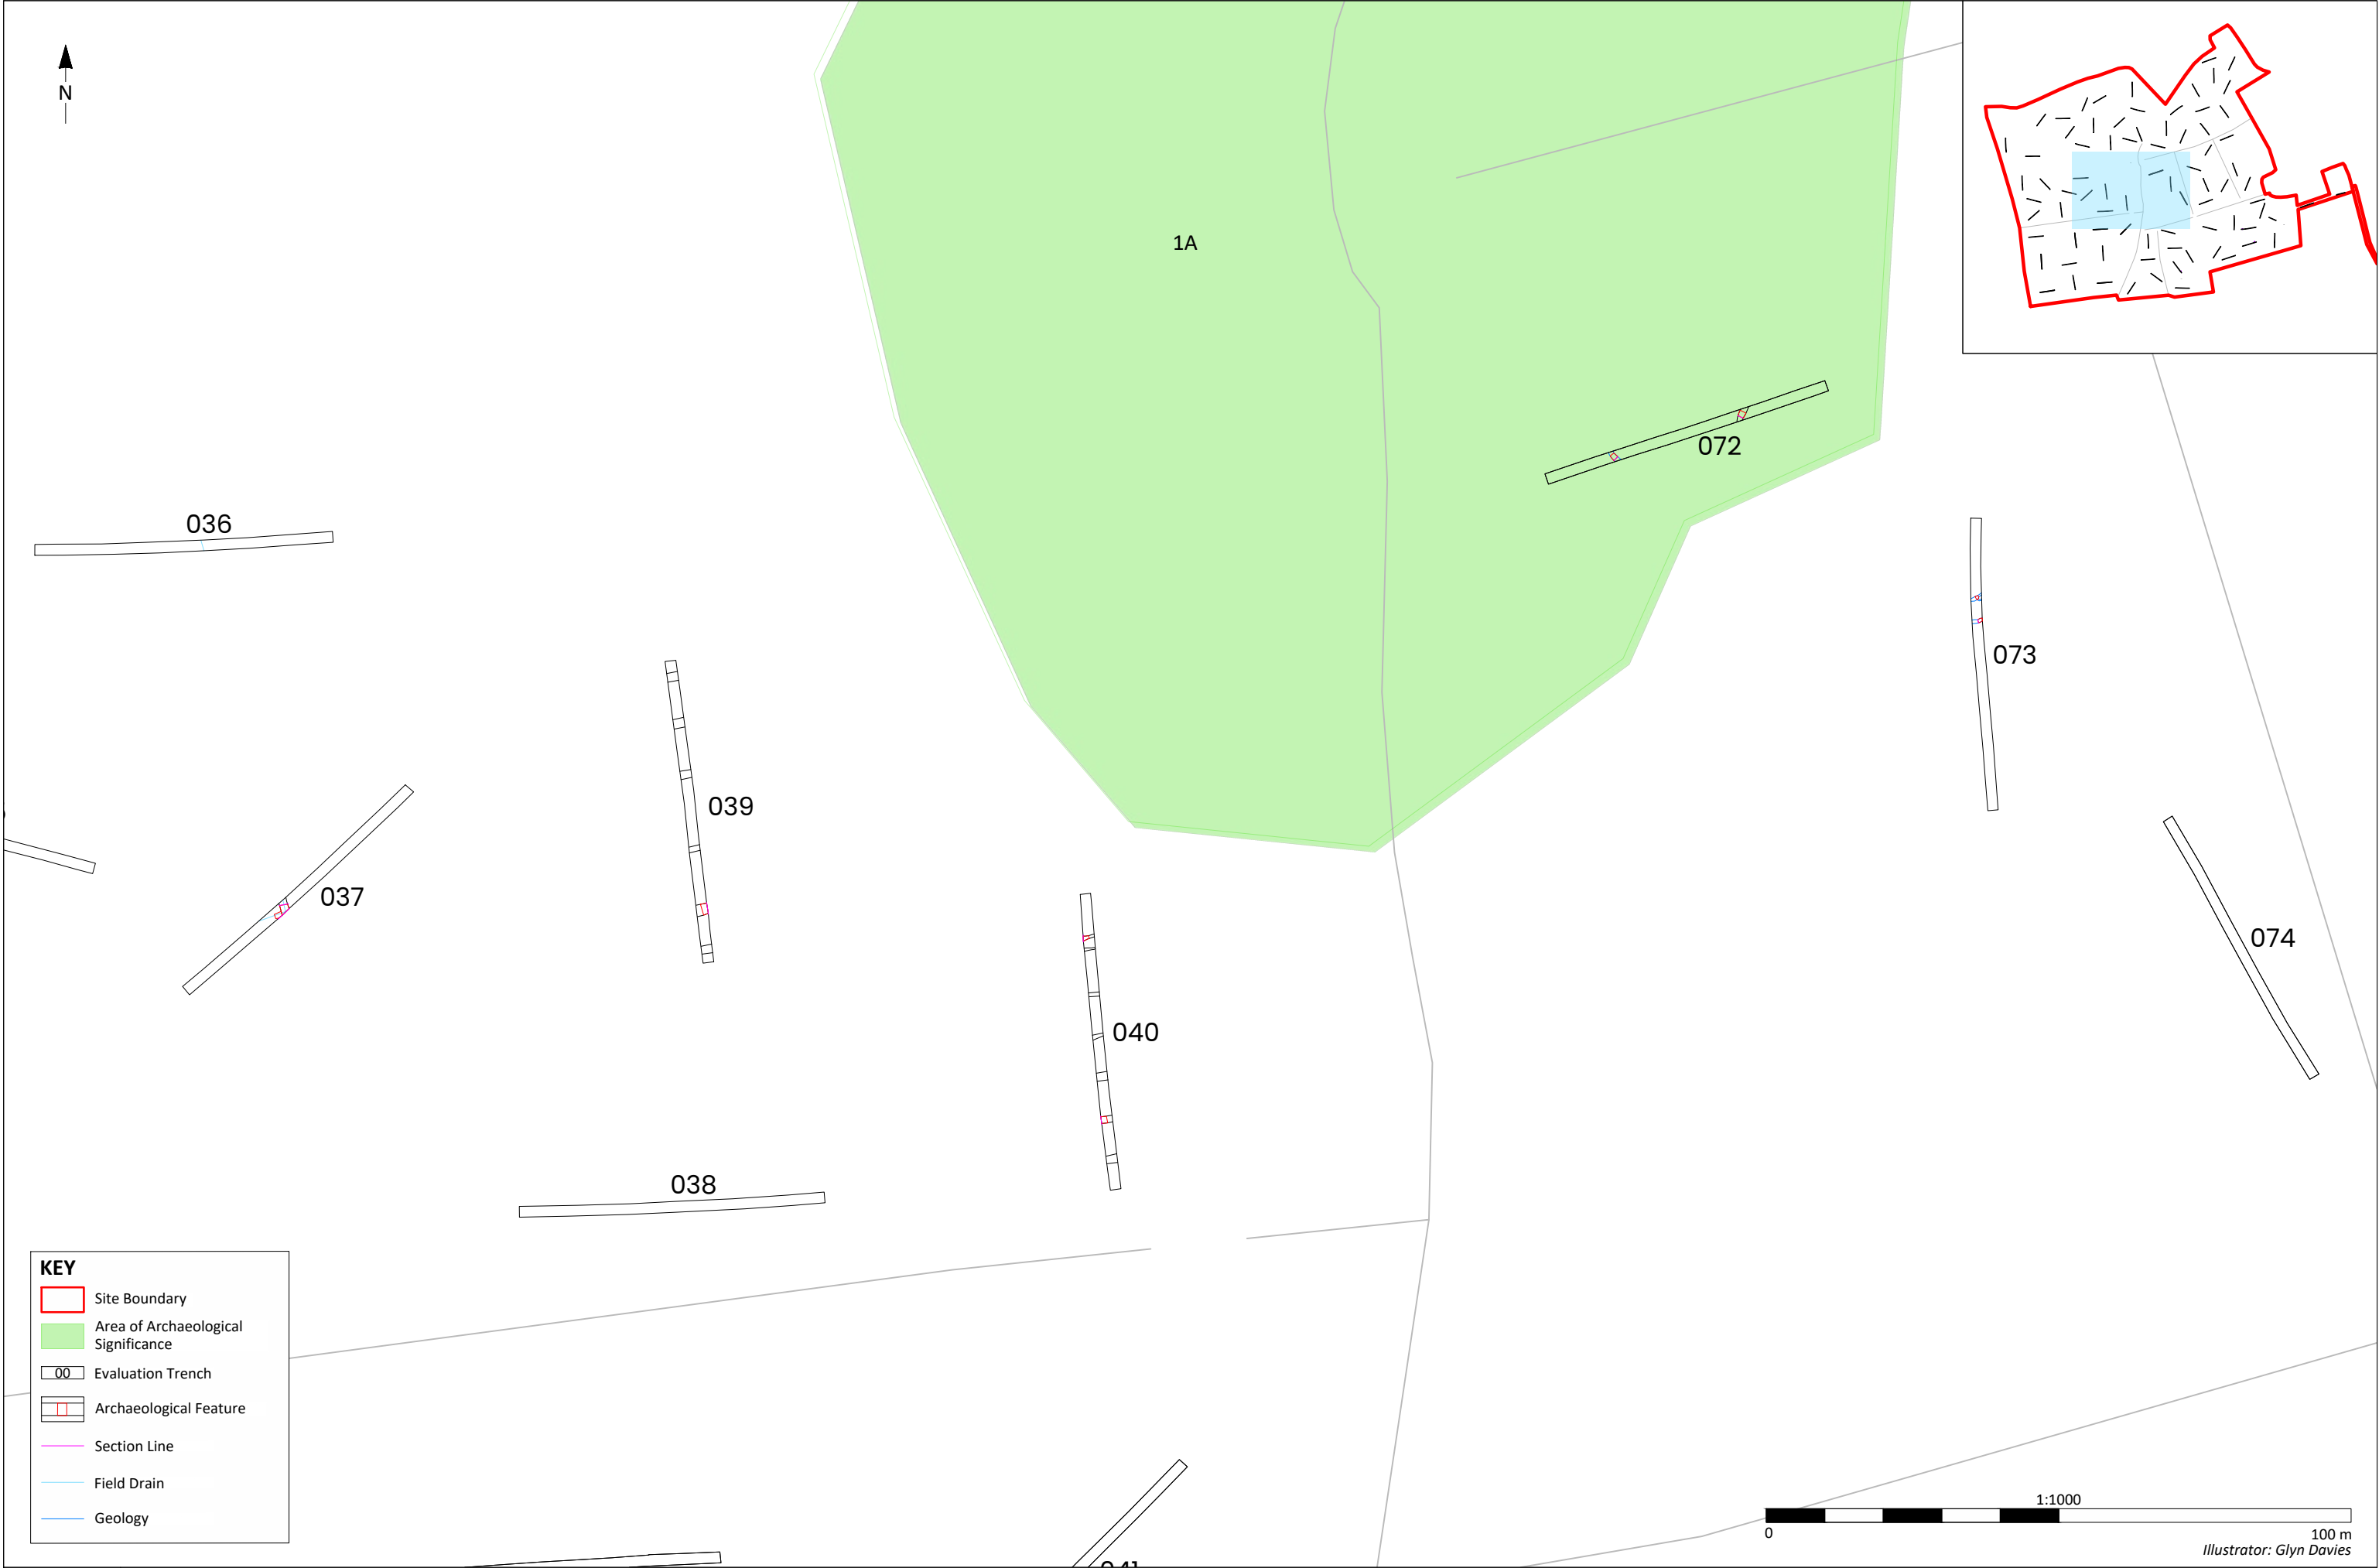 N
1A
072
036
073
039
037
074
040
038
KEY
Site Boundary
Area of Archaeological
Significance
00
Evaluation Trench
Archaeological Feature
Section Line
Field Drain
Geology
1:1000
0
100 m
Illustrator: Glyn Davies
041